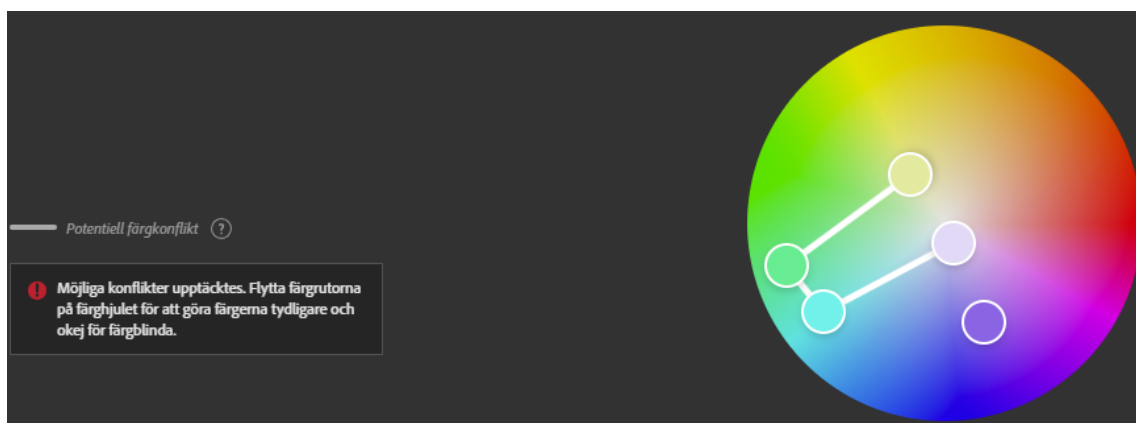 Potentiell färgkonflikt ?
Möjliga konflikter upptäcktes. Flytta färgrutorna
på färghjulet för att göra färgerna tydligare och
okej för färgblinda.